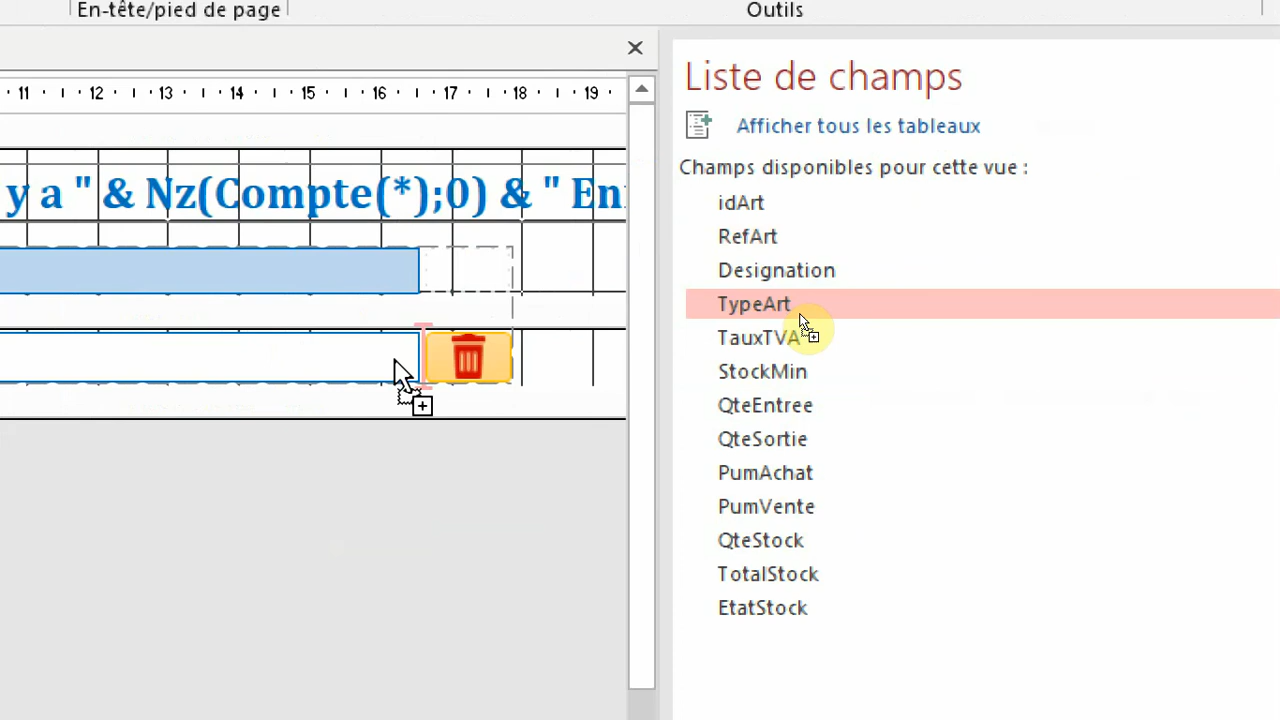 En-tête/pied de page
Outils
11 12 13 14 15 16 17 18 19
y a " & Nz(Compte(*);0) & " En
Liste de champs
Afficher tous les tableaux
Champs disponibles pour cette vue :
idArt
RefArt
Designation
TypeArt
TauxTVA
StockMin
QteEntree
QteSortie
PumAchat
PumVente
QteStock
TotalStock
EtatStock